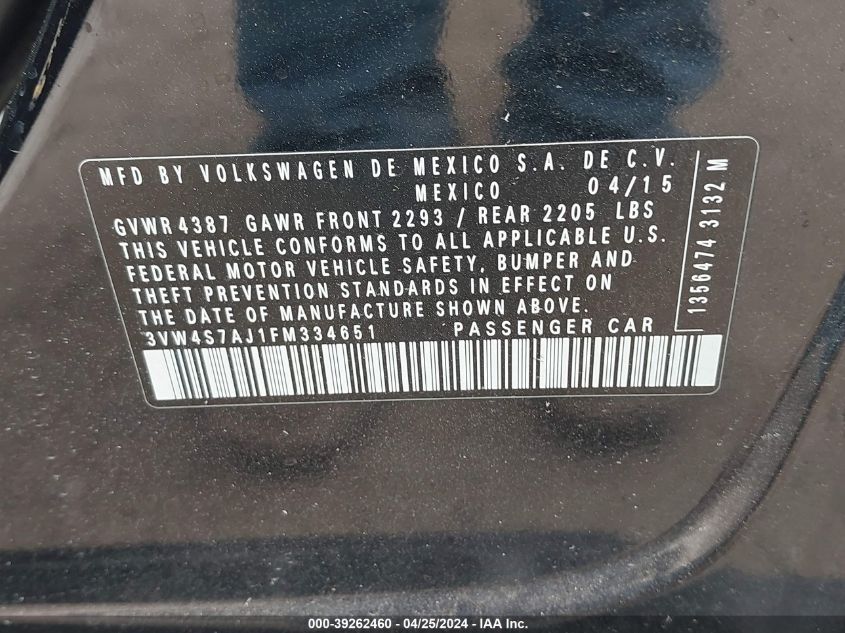 MFD BY VOLKSWAGEN DE MEXICO S.A. DE C.V.
MEXICO 04/15
GVWR 4387 GAWR FRONT 2293 / REAR 2205 LBS
THIS VEHICLE CONFORMS TO ALL APPLICABLE U.S.
FEDERAL MOTOR VEHICLE SAFETY, BUMPER AND
THEFT PREVENTION STANDARDS IN EFFECT ON
THE DATE OF MANUFACTURE SHOWN ABOVE.
3VW4S7AJ1FM334651 PASSENGER CAR
1356474 3132 M
000-39262460 - 04/25/2024 - IAA Inc.